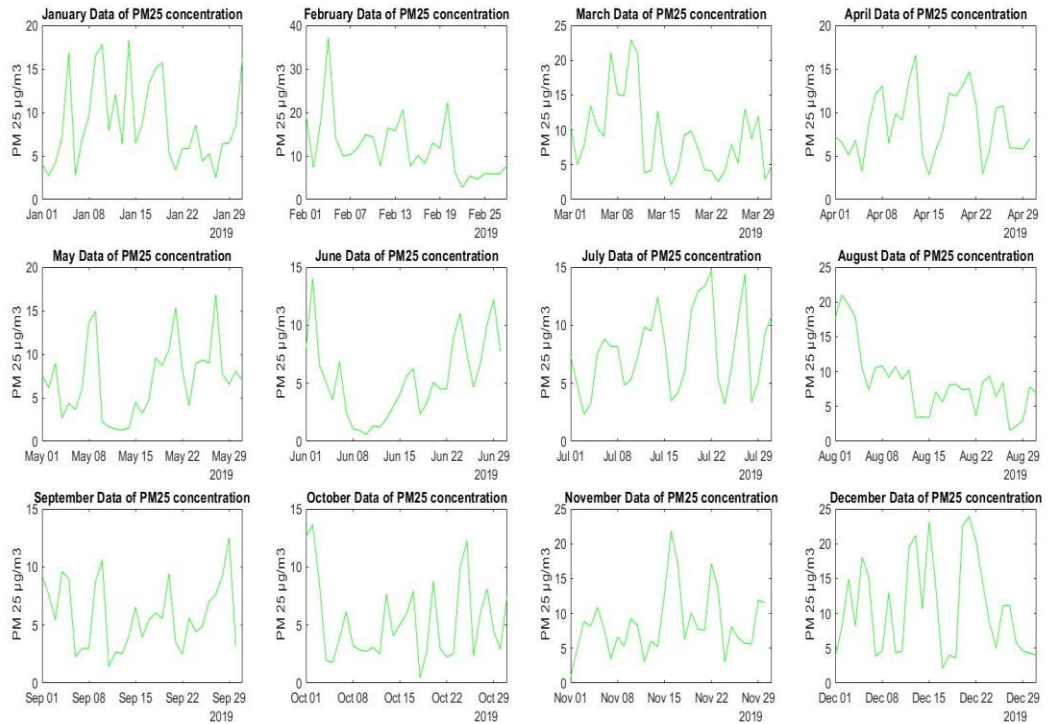 January Data of PM25 concentration
PM 25 µg/m3
20
15
10
5
0
Jan 01 Jan 08 Jan 15 Jan 22 Jan 29
2019
February Data of PM25 concentration
PM 25 µg/m3
40
30
20
10
0
Feb 01 Feb 07 Feb 13 Feb 19 Feb 25
2019
March Data of PM25 concentration
PM 25 µg/m3
25
20
15
10
5
0
Mar 01 Mar 08 Mar 15 Mar 22 Mar 29
2019
April Data of PM25 concentration
PM 25 µg/m3
20
15
10
5
0
Apr 01 Apr 08 Apr 15 Apr 22 Apr 29
2019
May Data of PM25 concentration
PM 25 µg/m3
20
15
10
5
0
May 01 May 08 May 15 May 22 May 29
2019
June Data of PM25 concentration
PM 25 µg/m3
15
10
5
0
Jun 01 Jun 08 Jun 15 Jun 22 Jun 29
2019
July Data of PM25 concentration
PM 25 µg/m3
15
10
5
0
Jul 01 Jul 08 Jul 15 Jul 22 Jul 29
2019
August Data of PM25 concentration
PM 25 µg/m3
25
20
15
10
5
0
Aug 01 Aug 08 Aug 15 Aug 22 Aug 29
2019
September Data of PM25 concentration
PM 25 µg/m3
15
10
5
0
Sep 01 Sep 08 Sep 15 Sep 22 Sep 29
2019
October Data of PM25 concentration
PM 25 µg/m3
15
10
5
0
Oct 01 Oct 08 Oct 15 Oct 22 Oct 29
2019
November Data of PM25 concentration
PM 25 µg/m3
25
20
15
10
5
0
Nov 01 Nov 08 Nov 15 Nov 22 Nov 29
2019
December Data of PM25 concentration
PM 25 µg/m3
25
20
15
10
5
0
Dec 01 Dec 08 Dec 15 Dec 22 Dec 29
2019